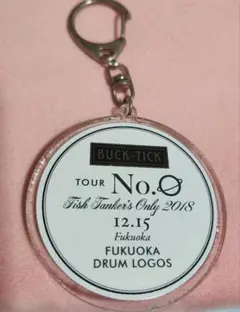 BUCK-TICK
TOUR No.0
Fish Tanker's Only 2018
12.15
Fukuoka
FUKUOKA
DRUM LOGOS